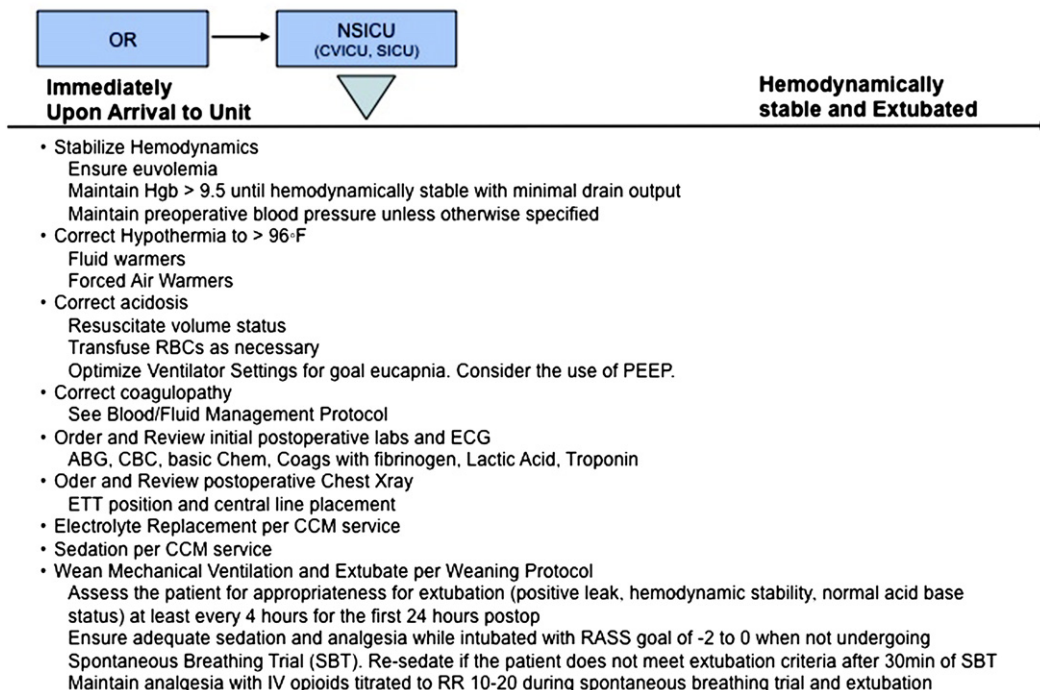 OR
NSICU
(CVICU, SICU)
Immediately
Upon Arrival to Unit
Hemodynamically
stable and Extubated
• Stabilize Hemodynamics
Ensure euvolemia
Maintain Hgb > 9.5 until hemodynamically stable with minimal drain output
Maintain preoperative blood pressure unless otherwise specified
• Correct Hypothermia to > 96◦F
Fluid warmers
Forced Air Warmers
• Correct acidosis
Resuscitate volume status
Transfuse RBCs as necessary
Optimize Ventilator Settings for goal eucapnia. Consider the use of PEEP.
• Correct coagulopathy
See Blood/Fluid Management Protocol
• Order and Review initial postoperative labs and ECG
ABG, CBC, basic Chem, Coags with fibrinogen, Lactic Acid, Troponin
• Oder and Review postoperative Chest Xray
ETT position and central line placement
• Electrolyte Replacement per CCM service
• Sedation per CCM service
• Wean Mechanical Ventilation and Extubate per Weaning Protocol
Assess the patient for appropriateness for extubation (positive leak, hemodynamic stability, normal acid base
status) at least every 4 hours for the first 24 hours postop
Ensure adequate sedation and analgesia while intubated with RASS goal of -2 to 0 when not undergoing
Spontaneous Breathing Trial (SBT). Re-sedate if the patient does not meet extubation criteria after 30min of SBT
Maintain analgesia with IV opioids titrated to RR 10-20 during spontaneous breathing trial and extubation